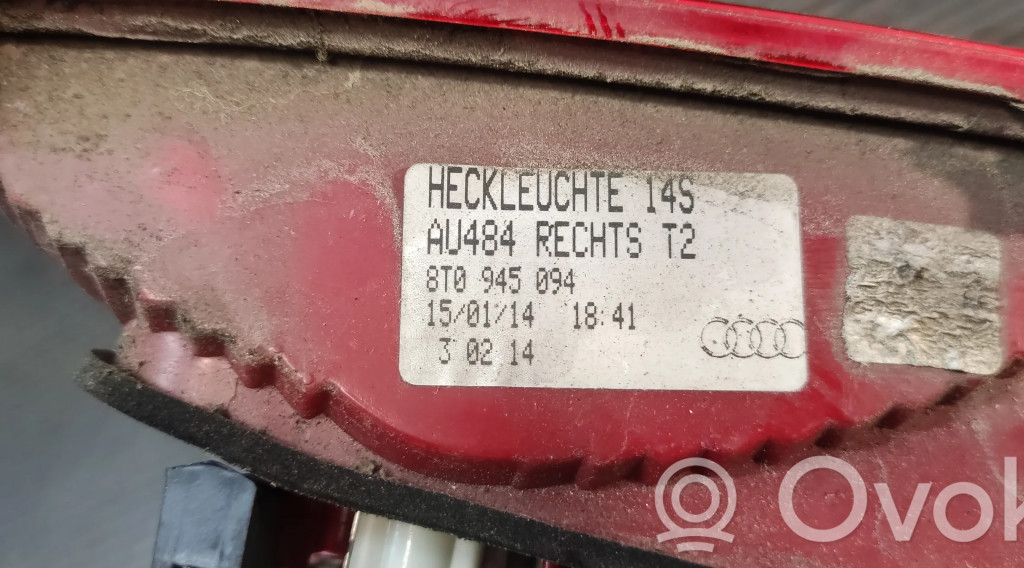 HECKLEUCHTE 14S
AU484 RECHTS T2
8T0 945 094
15/01/14 18:41
3 02 14
Ovok